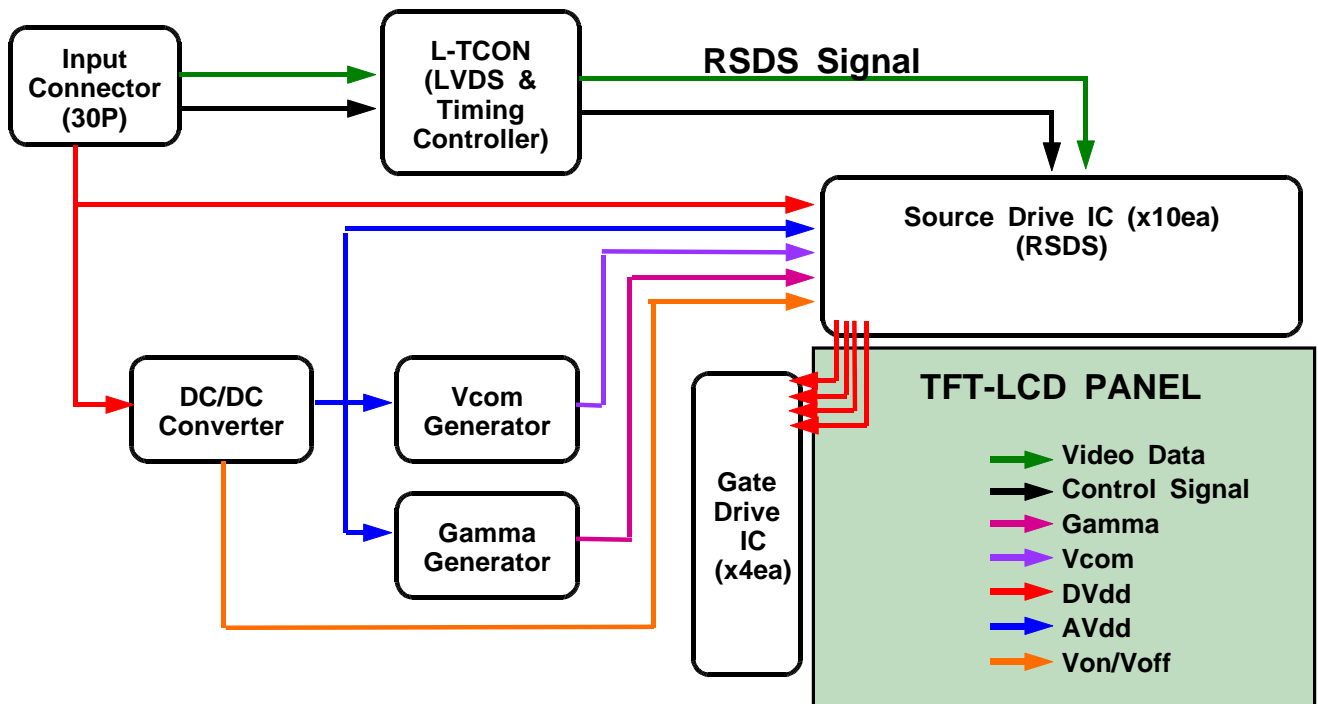 Input
Connector
(30P)
L-TCON
(LVDS &
Timing
Controller)
RSDS Signal
Source Drive IC (x10ea)
(RSDS)
DC/DC
Converter
Vcom
Generator
Gamma
Generator
Gate
Drive
IC
(x4ea)
TFT-LCD PANEL
Video Data
Control Signal
Gamma
Vcom
DVdd
AVdd
Von/Voff